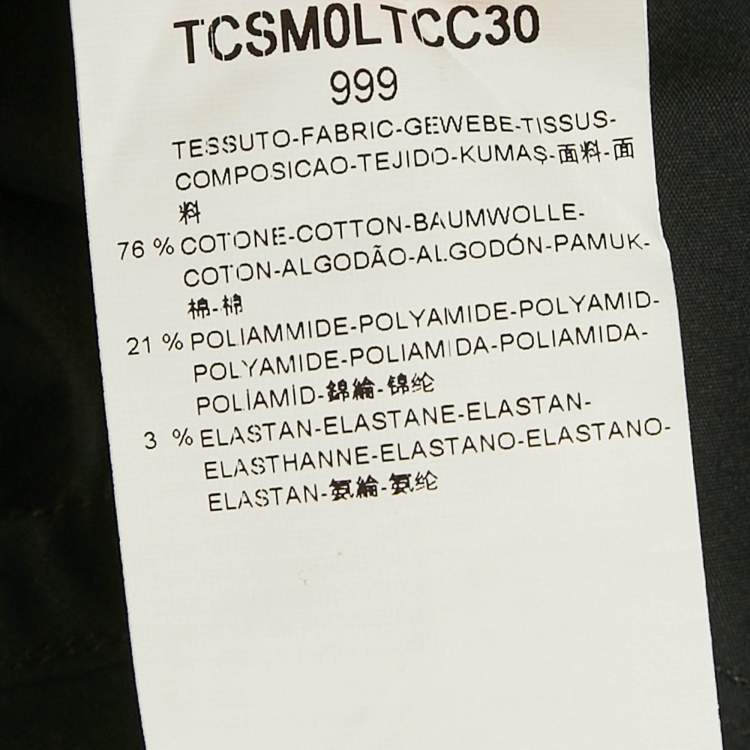 TCSM0LTCC30
999
TESSUTO-FABRIC-GEWEBE-TISSUS-
COMPOSICAO-TEJIDO-KUMAŞ-面料-面
料
76 % COTONE-COTTON-BAUMWOLLE-
COTON-ALGODÃO-ALGODÓN-PAMUK-
棉-棉
21 % POLIAMMIDE-POLYAMIDE-POLYAMID-
POLYAMIDE-POLIAMIDA-POLIAMIDA-
POLİAMİD-錦綸-锦纶
3 % ELASTAN-ELASTANE-ELASTAN-
ELASTHANNE-ELASTANO-ELASTANO-
ELASTAN-氨綸-氨纶